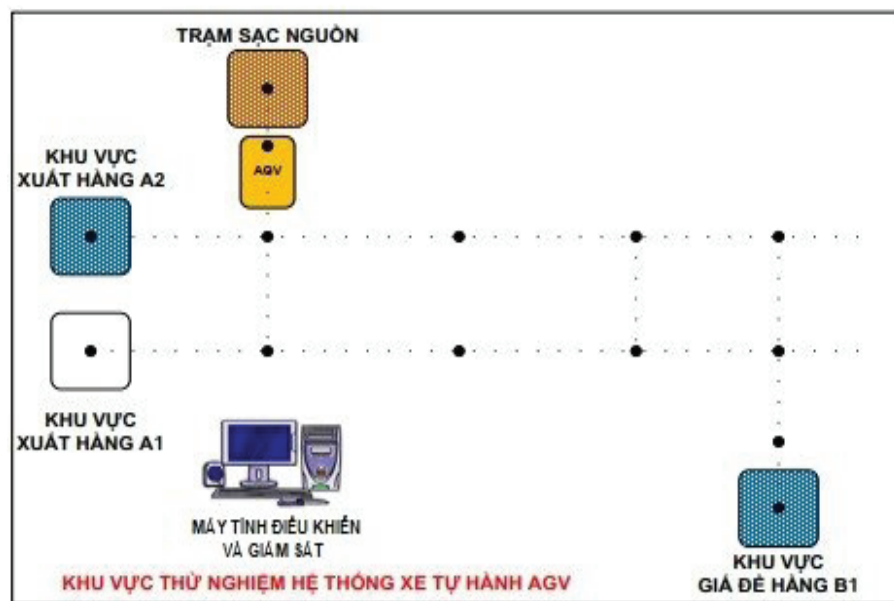 TRẠM SẠC NGUỒN
AQV
KHU VỰC
XUẤT HÀNG A2
KHU VỰC
XUẤT HÀNG A1
MÁY TÍNH ĐIỀU KHIỂN
VÀ GIÁM SÁT
KHU VỰC
GIÁ ĐỂ HÀNG B1
KHU VỰC THỬ NGHIỆM HỆ THỐNG XE TỰ HÀNH AGV